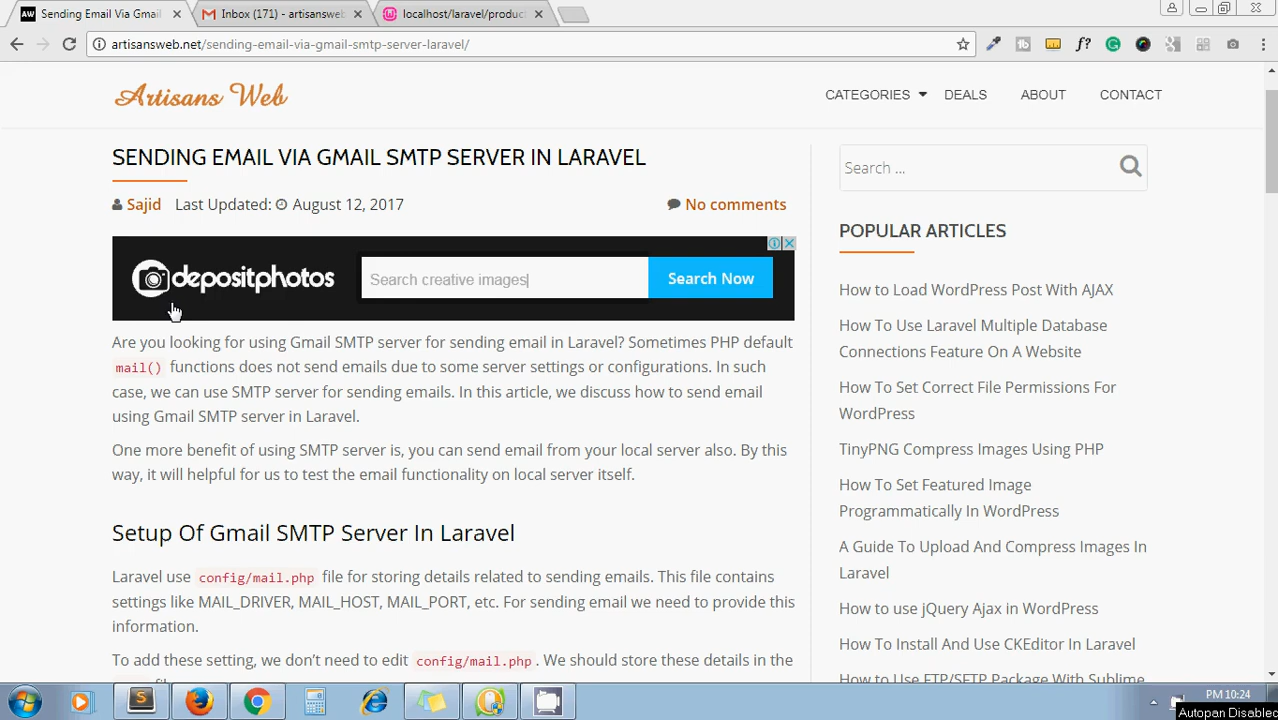 Sending Email Via Gmail
Inbox (171) - artisansweb
localhost/laravel/produc
artisansweb.net/sending-email-via-gmail-smtp-server-laravel/
f?
Artisans Web
CATEGORIES
DEALS
ABOUT
CONTACT
SENDING EMAIL VIA GMAIL SMTP SERVER IN LARAVEL
Sajid Last Updated: August 12, 2017
No comments
depositphotos
Search creative images
Search Now
Are you looking for using Gmail SMTP server for sending email in Laravel? Sometimes PHP default
mail() functions does not send emails due to some server settings or configurations. In such
case, we can use SMTP server for sending emails. In this article, we discuss how to send email
using Gmail SMTP server in Laravel.
One more benefit of using SMTP server is, you can send email from your local server also. By this
way, it will helpful for us to test the email functionality on local server itself.
Setup Of Gmail SMTP Server In Laravel
Laravel use config/mail.php file for storing details related to sending emails. This file contains
settings like MAIL_DRIVER, MAIL_HOST, MAIL_PORT, etc. For sending email we need to provide this
information.
To add these setting, we don't need to edit config/mail.php. We should store these details in the
Search ...
POPULAR ARTICLES
How to Load WordPress Post With AJAX
How To Use Laravel Multiple Database
Connections Feature On A Website
How To Set Correct File Permissions For
WordPress
TinyPNG Compress Images Using PHP
How To Set Featured Image
Programmatically In WordPress
A Guide To Upload And Compress Images In
Laravel
How to use jQuery Ajax in WordPress
How To Install And Use CKEditor In Laravel
How to Use FTP/SFTP Package With Sublime
PM 10:24
Autopan Disabled